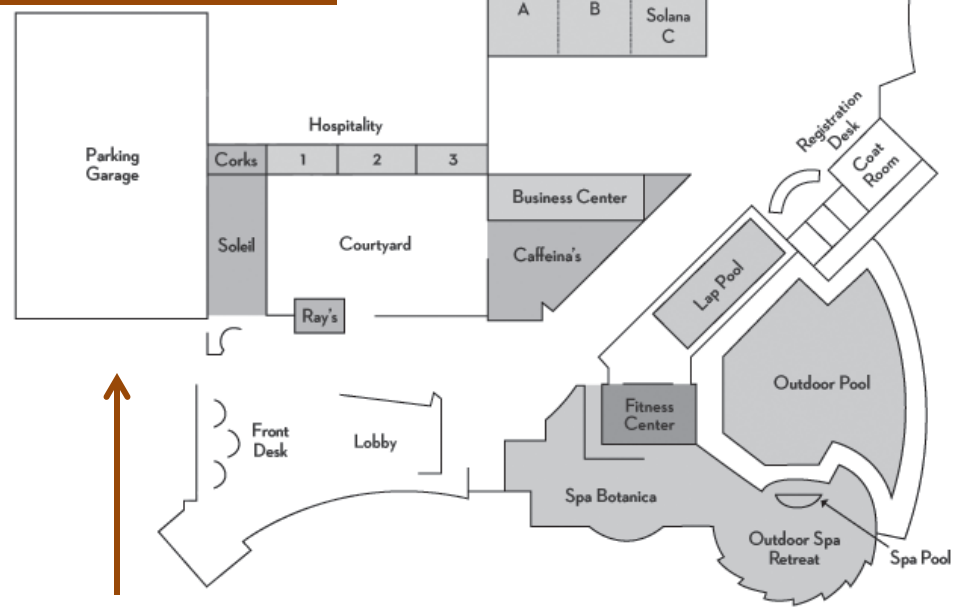 A
B
Solana
C
Registration
Desk
Coat
Room
Hospitality
Parking
Garage
Corks
1
2
3
Business Center
Soleil
Courtyard
Caffeina's
Lap Pool
Ray's
Outdoor Pool
Fitness
Center
Front
Desk
Lobby
Spa Botanica
Outdoor Spa
Retreat
Spa Pool